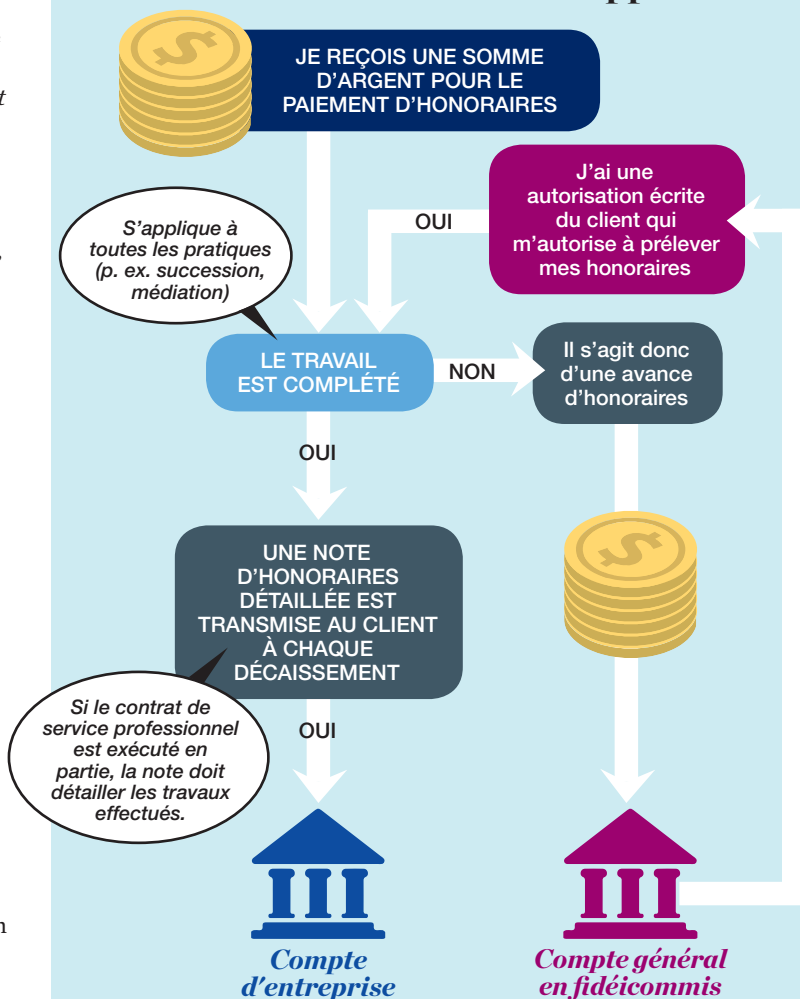 JE REÇOIS UNE SOMME
D'ARGENT POUR LE
PAIEMENT D'HONORAIRES
J'ai une
autorisation écrite
du client qui
m'autorise à prélever
mes honoraires
OUI
S'applique à
toutes les pratiques
(p. ex. succession,
médiation)
LE TRAVAIL
EST COMPLÉTÉ
NON
Il s'agit donc
d'une avance
d'honoraires
OUI
UNE NOTE
D'HONORAIRES
DÉTAILLÉE EST
TRANSMISE AU CLIENT
À CHAQUE
DÉCAISSEMENT
Si le contrat de
service professionnel
est exécuté en
partie, la note doit
détailler les travaux
effectués.
OUI
Compte
d'entreprise
Compte général
en fidéicommis